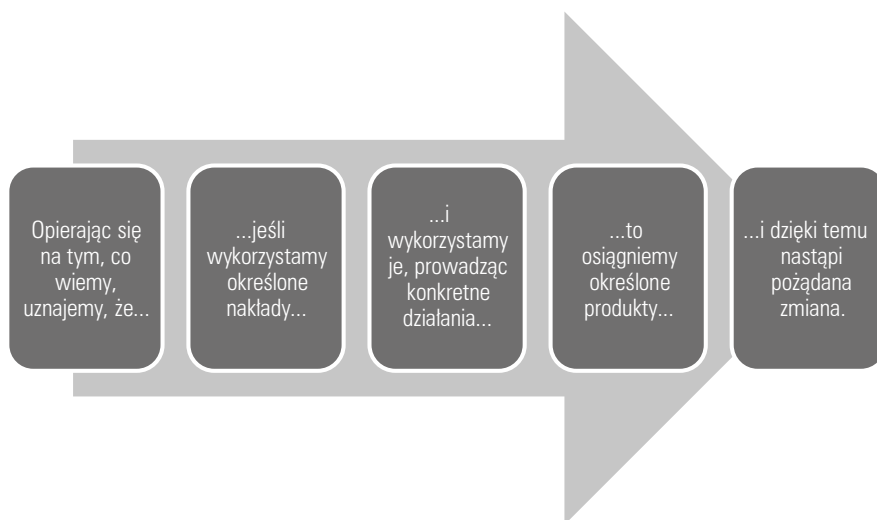 Opierając się
na tym, co
wiemy,
uznajemy, że...
...jeśli
wykorzystamy
określone
nakłady...
...i
wykorzystamy
je, prowadząc
konkretne
działania...
...to
osiągniemy
określone
produkty...
...i dzięki temu
nastąpi
pożądana
zmiana.